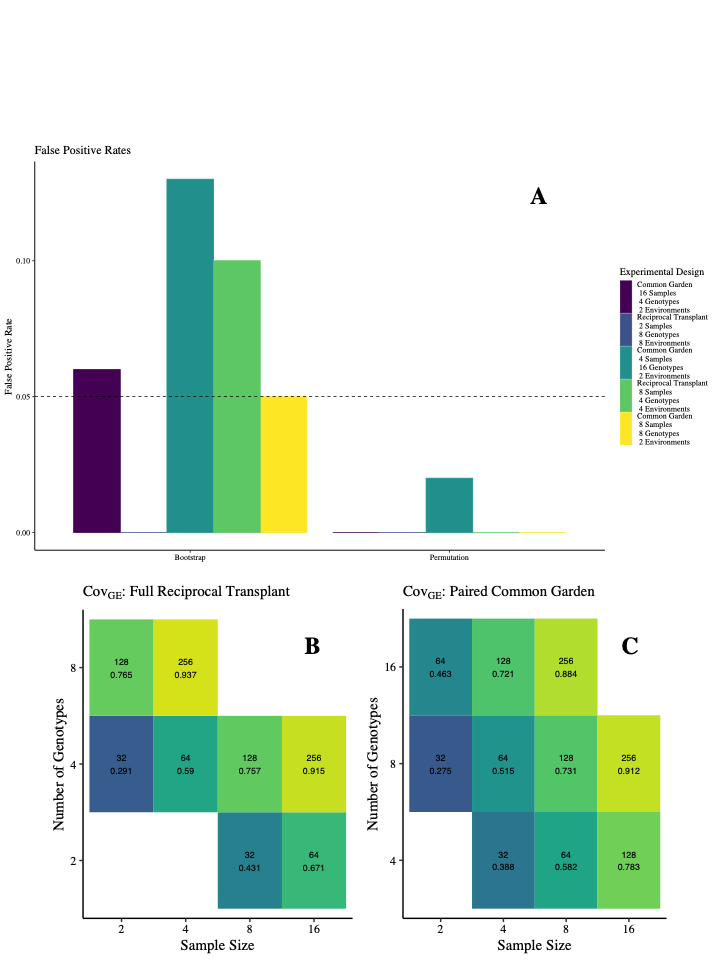 False Positive Rates
A
False Positive Rate
0.10
0.05
0.00
Bootstrap
Permutation
Experimental Design
Common Garden
16 Samples
4 Genotypes
2 Environments
Reciprocal Transplant
2 Samples
8 Genotypes
8 Environments
Common Garden
4 Samples
16 Genotypes
2 Environments
Reciprocal Transplant
8 Samples
4 Genotypes
4 Environments
Common Garden
8 Samples
8 Genotypes
2 Environments
CovGE: Full Reciprocal Transplant
B
Number of Genotypes
8
4
2
128
0.765
256
0.937
32
0.291
64
0.59
128
0.757
256
0.915
32
0.431
64
0.671
2
4
8
16
Sample Size
CovGE: Paired Common Garden
C
Number of Genotypes
16
8
4
64
0.463
128
0.721
256
0.884
32
0.275
64
0.515
128
0.731
256
0.912
32
0.388
64
0.582
128
0.783
2
4
8
16
Sample Size